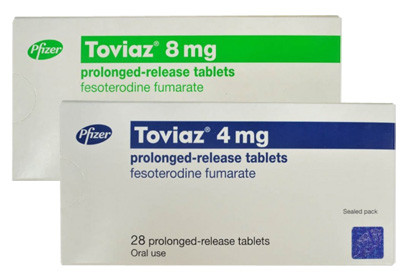 Pfizer
Toviaz® 8 mg
prolonged-release tablets
fesoterodine fumarate
Pfizer
Toviaz® 4 mg
prolonged-release tablets
fesoterodine fumarate
Sealed pack
28 prolonged-release tablets
Oral use